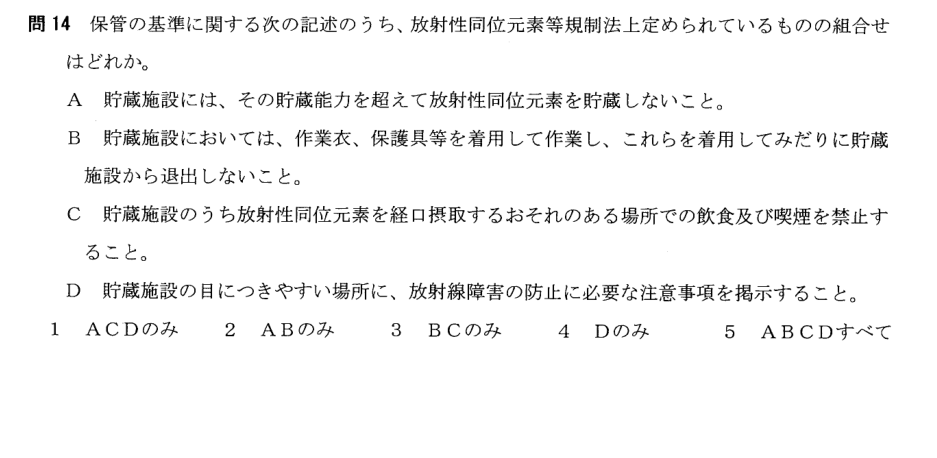 問14 保管の基準に関する次の記述のうち、放射性同位元素等規制法上定められているものの組合せ
はどれか。
A 貯蔵施設には、その貯蔵能力を超えて放射性同位元素を貯蔵しないこと。
B 貯蔵施設においては、作業衣、保護具等を着用して作業し、これらを着用してみだりに貯蔵
施設から退出しないこと。
C 貯蔵施設のうち放射性同位元素を経口摂取するおそれのある場所での飲食及び喫煙を禁止す
ること。
D 貯蔵施設の目につきやすい場所に、放射線障害の防止に必要な注意事項を掲示すること。
1 ACDのみ 2 ABのみ 3 BCのみ 4 Dのみ 5 ABCDすべて